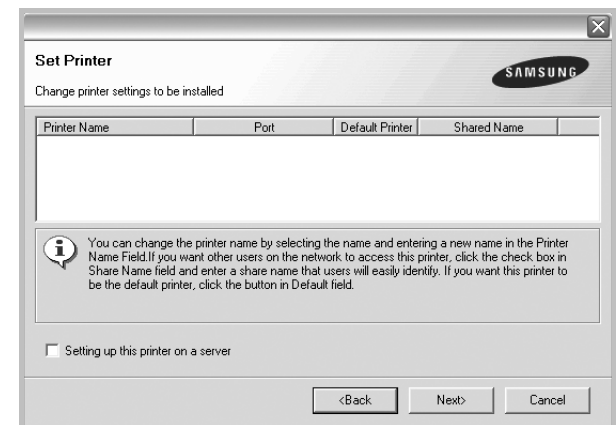 Set Printer
SAMSUNG
Change printer settings to be installed
Printer Name Port Default Printer Shared Name
You can change the printer name by selecting the name and entering a new name in the Printer
Name Field.If you want other users on the network to access this printer, click the check box in
Share Name field and enter a share name that users will easily identify. If you want this printer to
be the default printer, click the button in Default field.
Setting up this printer on a server
<Back Next> Cancel